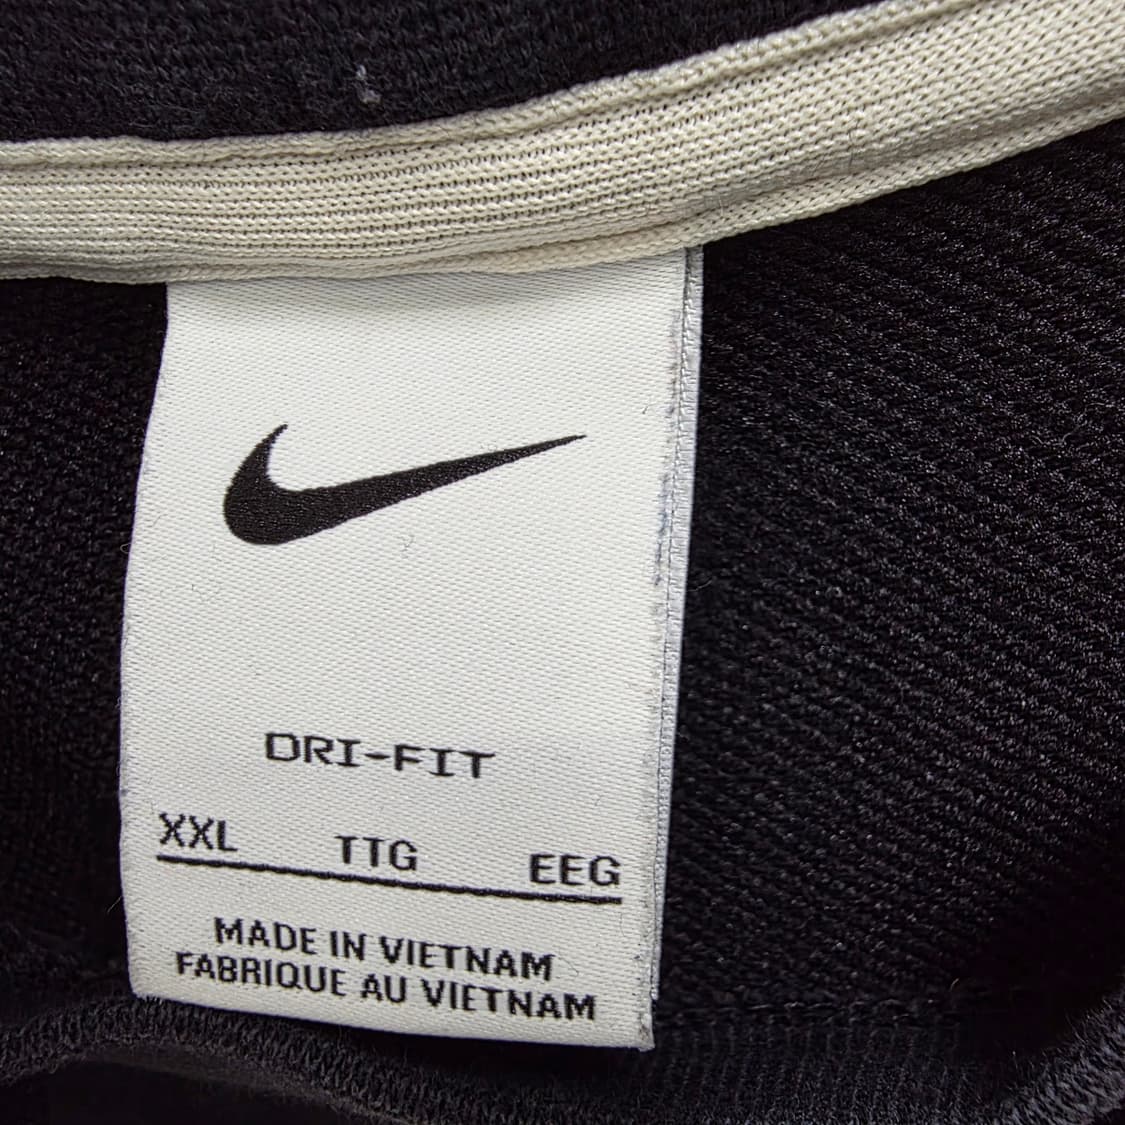 DRI-FIT
XXL TTG EEG
MADE IN VIETNAM
FABRIQUE AU VIETNAM